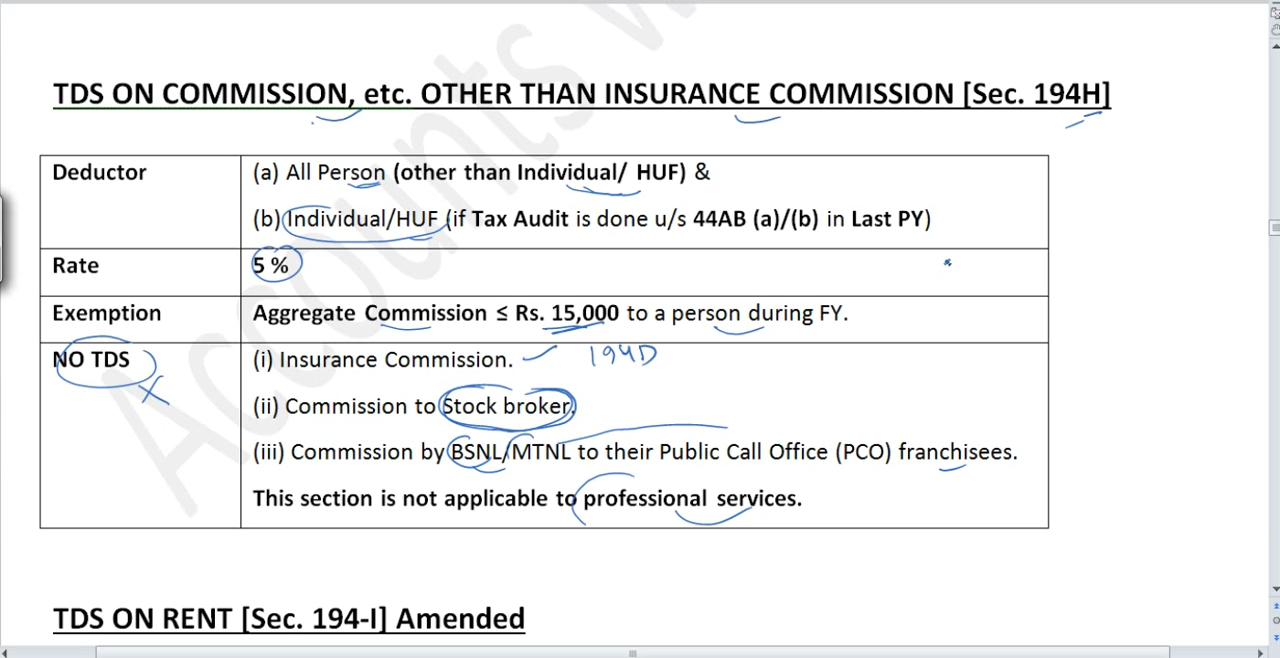 TDS ON COMMISSION, etc. OTHER THAN INSURANCE COMMISSION [Sec. 194H]
Deductor
(a) All Person (other than Individual/ HUF) &
(b) Individual/HUF (if Tax Audit is done u/s 44AB (a)/(b) in Last PY)
Rate
5 %
Exemption
Aggregate Commission ≤ Rs. 15,000 to a person during FY.
NO TDS
(i) Insurance Commission. 194D
(ii) Commission to Stock broker.
(iii) Commission by BSNL/MTNL to their Public Call Office (PCO) franchisees.
This section is not applicable to professional services.
TDS ON RENT [Sec. 194-I] Amended
Accounts